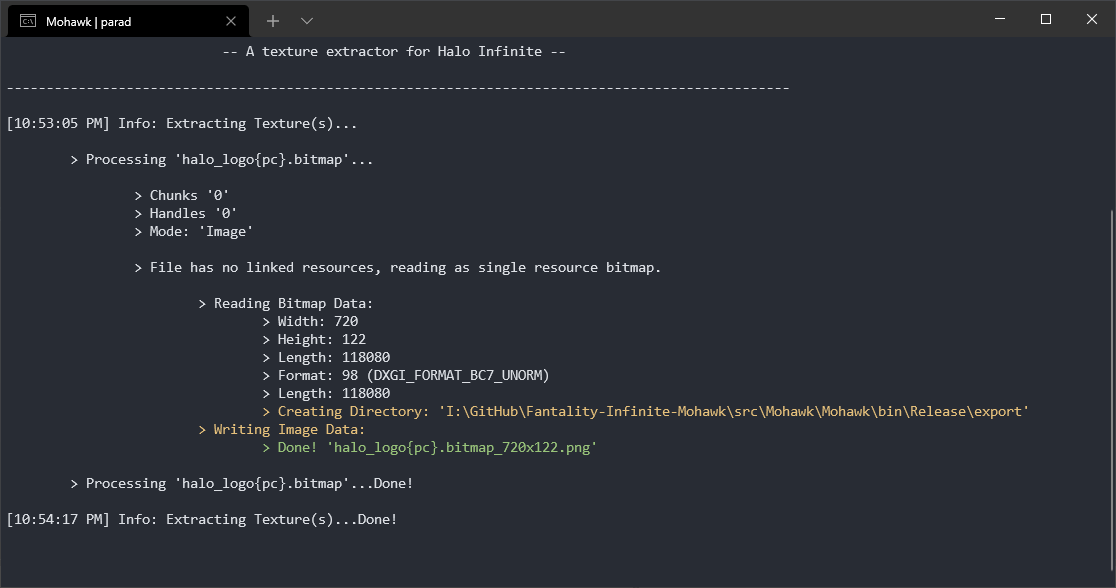 Mohawk | parad
-- A texture extractor for Halo Infinite --
--------------------------------------------------------------------------------------------------
[10:53:05 PM] Info: Extracting Texture(s)...
> Processing 'halo_logo{pc}.bitmap'...
> Chunks '0'
> Handles '0'
> Mode: 'Image'
> File has no linked resources, reading as single resource bitmap.
> Reading Bitmap Data:
> Width: 720
> Height: 122
> Length: 118080
> Format: 98 (DXGI_FORMAT_BC7_UNORM)
> Length: 118080
> Creating Directory: 'I:\GitHub\Fantality-Infinite-Mohawk\src\Mohawk\Mohawk\bin\Release\export'
> Writing Image Data:
> Done! 'halo_logo{pc}.bitmap_720x122.png'
> Processing 'halo_logo{pc}.bitmap'...Done!
[10:54:17 PM] Info: Extracting Texture(s)...Done!